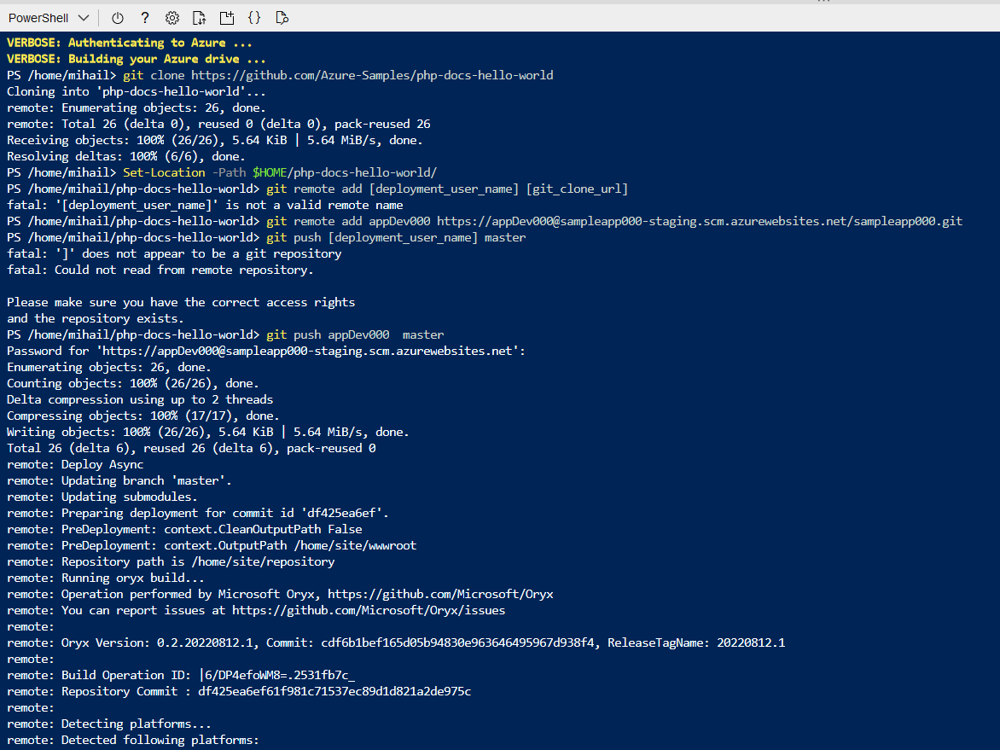 PowerShell
VERBOSE: Authenticating to Azure ...
VERBOSE: Building your Azure drive ...
PS /home/mihail> git clone https://github.com/Azure-Samples/php-docs-hello-world
Cloning into 'php-docs-hello-world'...
remote: Enumerating objects: 26, done.
remote: Total 26 (delta 0), reused 0 (delta 0), pack-reused 26
Receiving objects: 100% (26/26), 5.64 KiB | 5.64 MiB/s, done.
Resolving deltas: 100% (6/6), done.
PS /home/mihail> Set-Location -Path $HOME/php-docs-hello-world/
PS /home/mihail/php-docs-hello-world> git remote add [deployment_user_name] [git_clone_url]
fatal: '[deployment_user_name]' is not a valid remote name
PS /home/mihail/php-docs-hello-world> git remote add appDev000 https://appDev000@sampleapp000-staging.scm.azurewebsites.net/sampleapp000.git
PS /home/mihail/php-docs-hello-world> git push [deployment_user_name] master
fatal: ']' does not appear to be a git repository
fatal: Could not read from remote repository.

Please make sure you have the correct access rights
and the repository exists.
PS /home/mihail/php-docs-hello-world> git push appDev000  master
Password for 'https://appDev000@sampleapp000-staging.scm.azurewebsites.net':
Enumerating objects: 26, done.
Counting objects: 100% (26/26), done.
Delta compression using up to 2 threads
Compressing objects: 100% (17/17), done.
Writing objects: 100% (26/26), 5.64 KiB | 5.64 MiB/s, done.
Total 26 (delta 6), reused 26 (delta 6), pack-reused 0
remote: Deploy Async
remote: Updating branch 'master'.
remote: Updating submodules.
remote: Preparing deployment for commit id 'df425ea6ef'.
remote: PreDeployment: context.CleanOutputPath False
remote: PreDeployment: context.OutputPath /home/site/wwwroot
remote: Repository path is /home/site/repository
remote: Running oryx build...
remote: Operation performed by Microsoft Oryx, https://github.com/Microsoft/Oryx
remote: You can report issues at https://github.com/Microsoft/Oryx/issues
remote:
remote: Oryx Version: 0.2.20220812.1, Commit: cdf6b1bef165d05b94830e963646495967d938f4, ReleaseTagName: 20220812.1
remote:
remote: Build Operation ID: |6/DP4efoWM8=.2531fb7c_
remote: Repository Commit : df425ea6ef61f981c71537ec89d1d821a2de975c
remote:
remote: Detecting platforms...
remote: Detected following platforms: